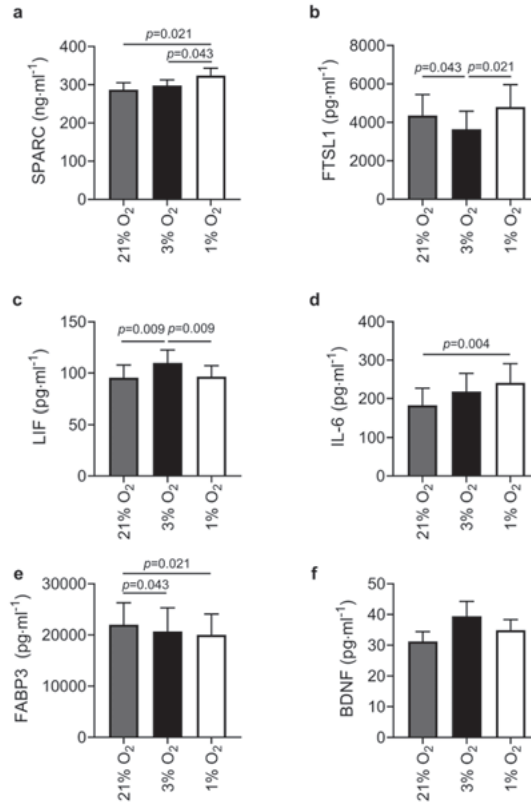 a
p=0.021
p=0.043
SPARC (ng·ml⁻¹)
400
300
200
100
0
21% O₂
3% O₂
1% O₂
b
p=0.043
p=0.021
FTSL1 (pg·ml⁻¹)
8000
6000
4000
2000
0
21% O₂
3% O₂
1% O₂
c
p=0.009
p=0.009
LIF (pg·ml⁻¹)
150
100
50
0
21% O₂
3% O₂
1% O₂
d
p=0.004
IL-6 (pg·ml⁻¹)
400
300
200
100
0
21% O₂
3% O₂
1% O₂
e
p=0.021
p=0.043
FABP3 (pg·ml⁻¹)
30000
20000
10000
0
21% O₂
3% O₂
1% O₂
f
BDNF (pg·ml⁻¹)
50
40
30
20
10
0
21% O₂
3% O₂
1% O₂